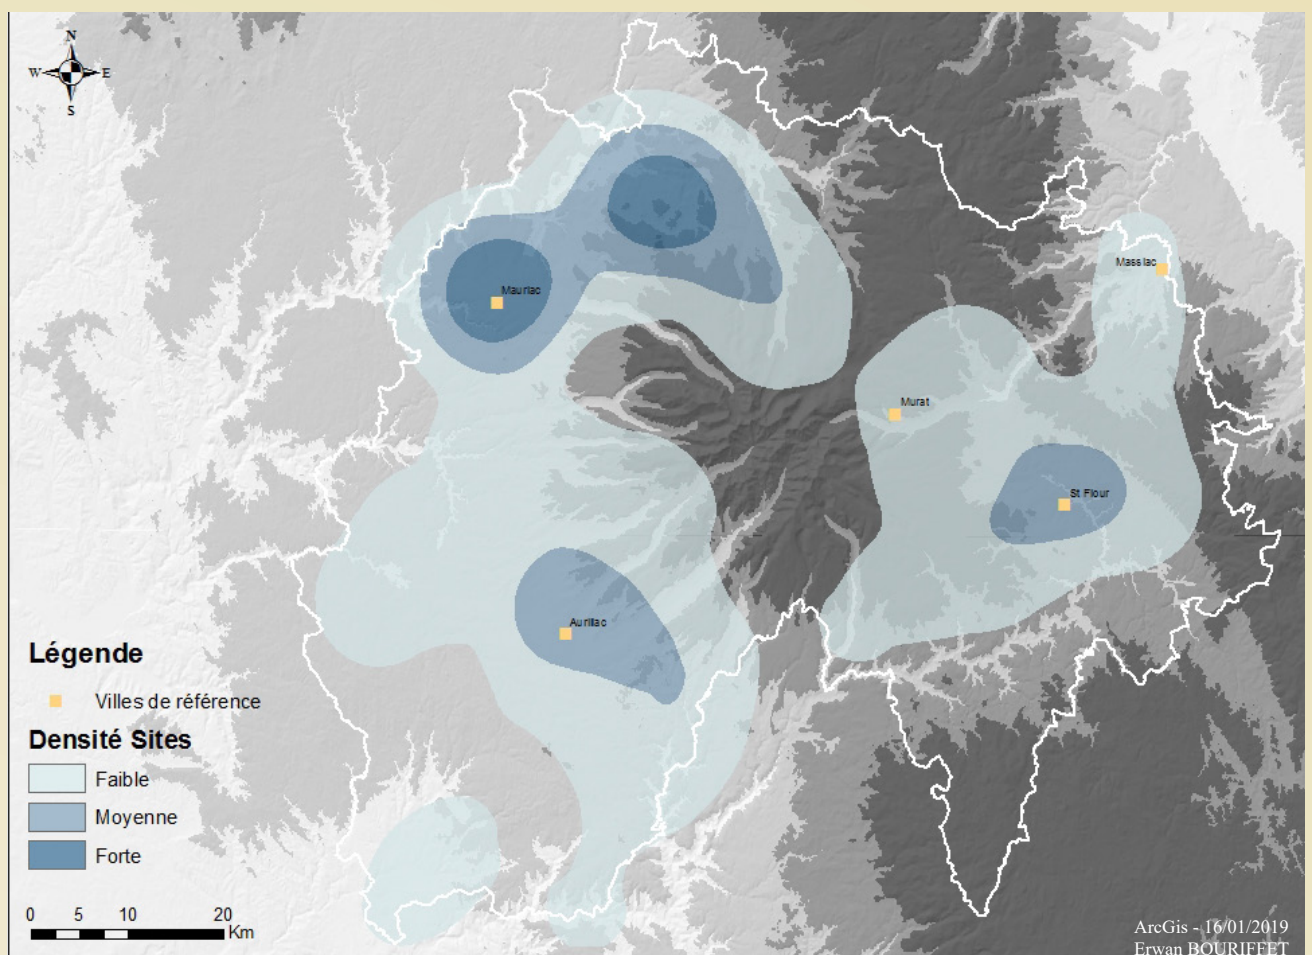 N
W E
S
Massiac
Mauriac
Murat
St Flour
Aurillac
Légende
Villes de référence
Densité Sites
Faible
Moyenne
Forte
0 5 10 20
Km
ArcGis - 16/01/2019
Erwan BOURIFFET